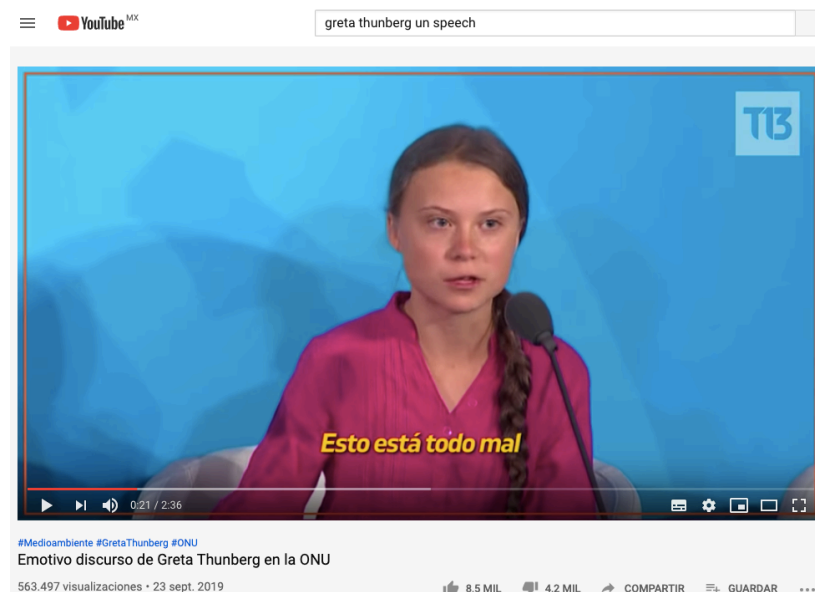 YouTube MX
greta thunberg un speech
T13
Esto está todo mal
0:21 / 2:36
#Medioambiente #GretaThunberg #ONU
Emotivo discurso de Greta Thunberg en la ONU
563.497 visualizaciones • 23 sept. 2019
8.5 MIL 4.2 MIL COMPARTIR GUARDAR